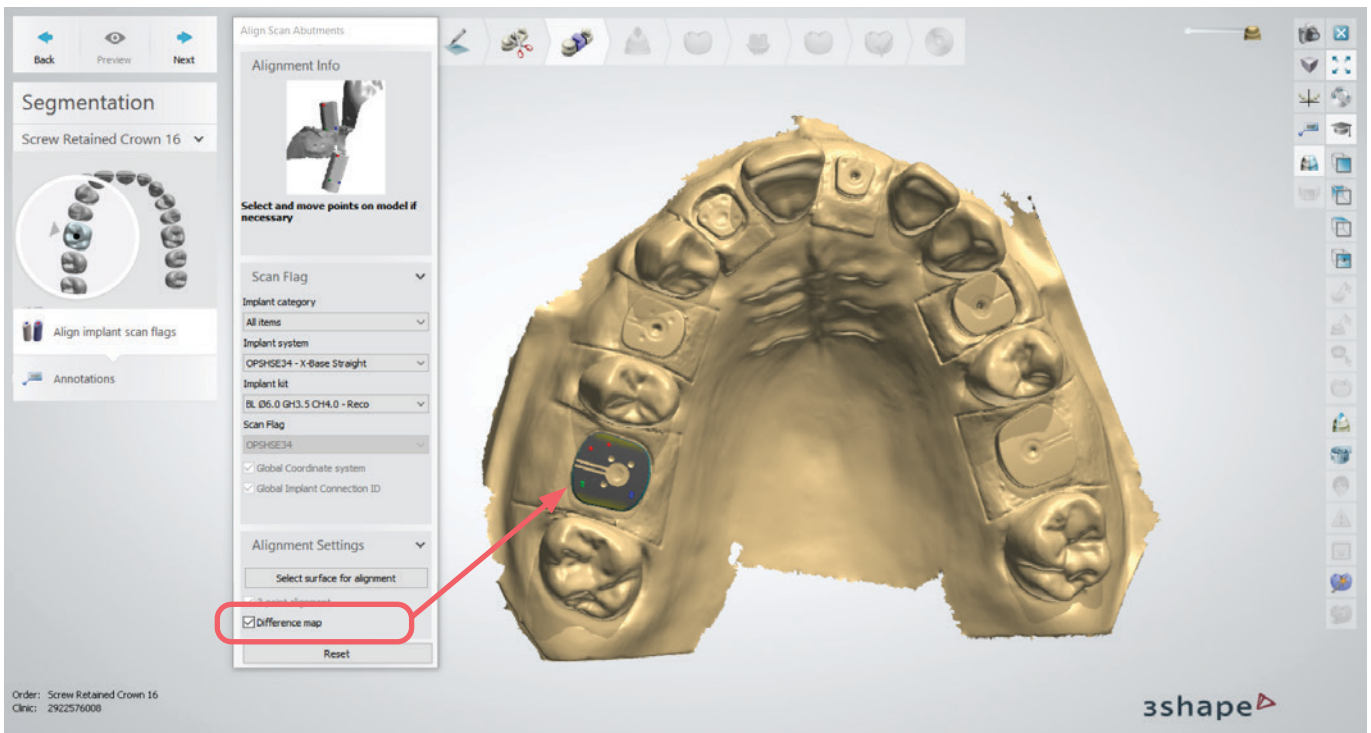 Back
Preview
Next
Segmentation
Screw Retained Crown 16
Align implant scan flags
Annotations
Align Scan Abutments
Alignment Info
Select and move points on model if
necessary
Scan Flag
Implant category
All items
Implant system
OPSHSE34 - X-Base Straight
Implant kit
BL Ø6.0 GH3.5 CH4.0 - Reco
Scan Flag
OPSHSE34
Global Coordinate system
Global Implant Connection ID
Alignment Settings
Select surface for alignment
3 point alignment
Difference map
Reset
Order: Screw Retained Crown 16
Clinic: 2922576008
3shape